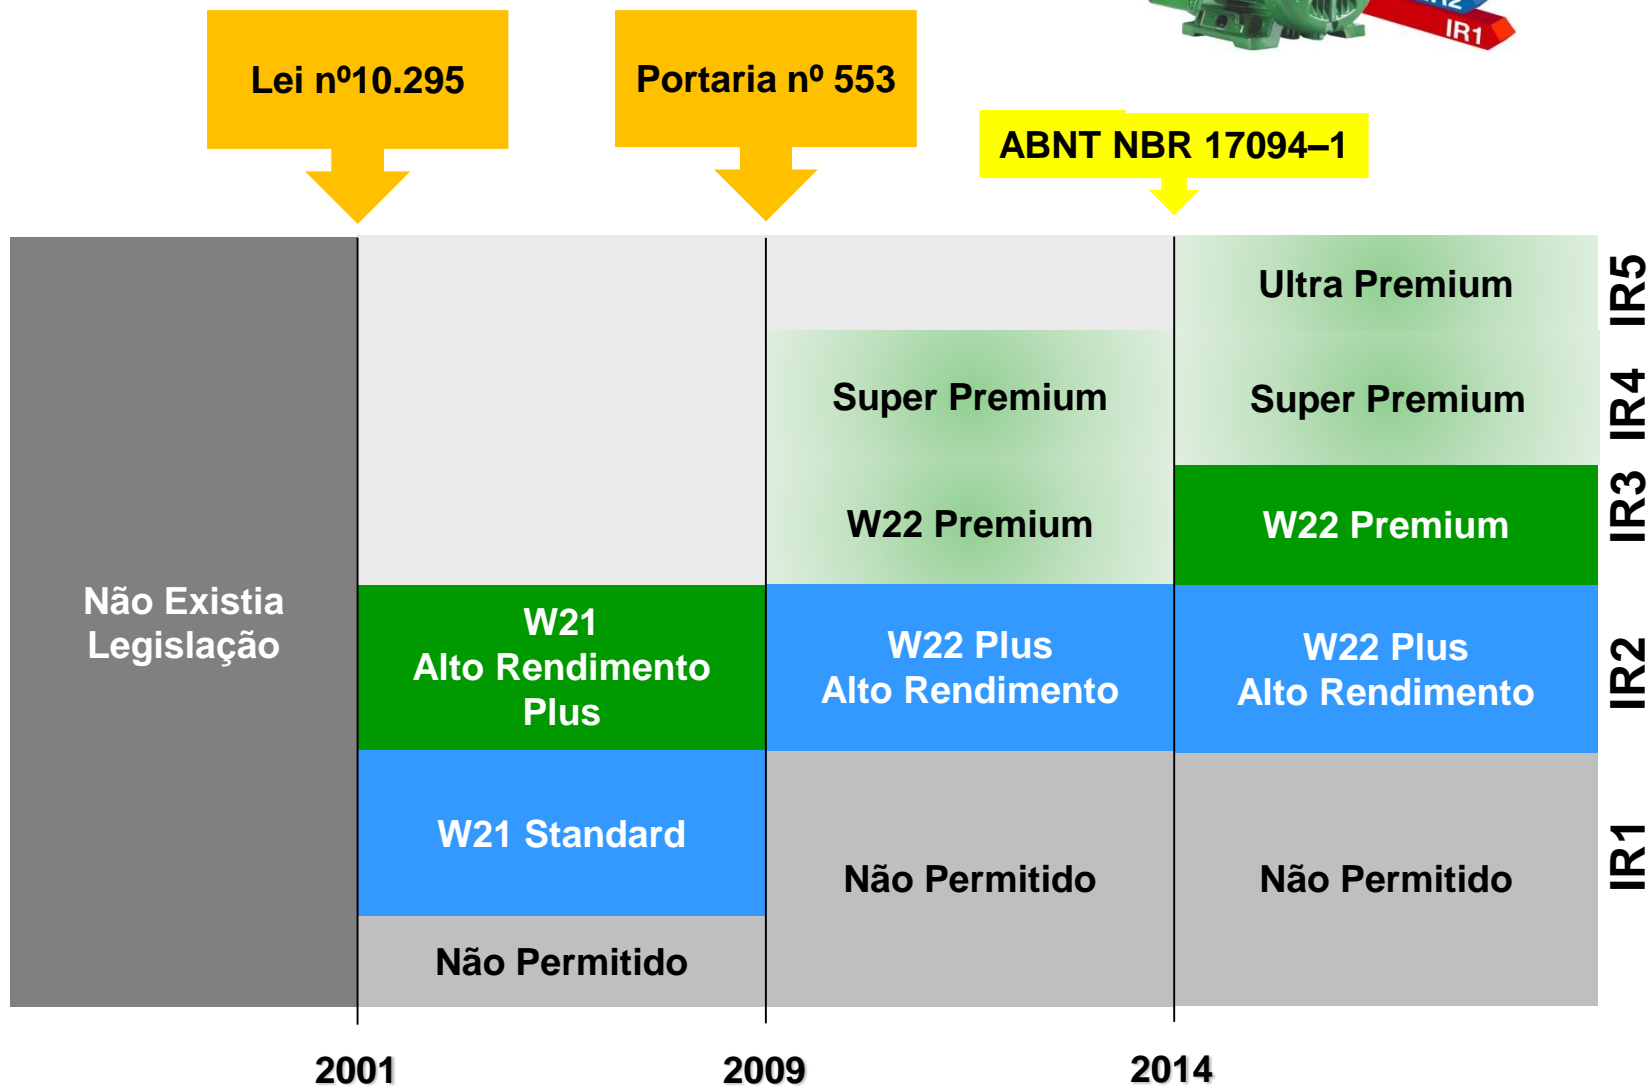 IR2
IR1
Lei nº10.295
Portaria nº 553
ABNT NBR 17094–1
Não Existia
Legislação
W21
Alto Rendimento
Plus
W21 Standard
Não Permitido
Super Premium
W22 Premium
W22 Plus
Alto Rendimento
Não Permitido
Ultra Premium
Super Premium
W22 Premium
W22 Plus
Alto Rendimento
Não Permitido
IR5
IR4
IR3
IR2
IR1
2001
2009
2014